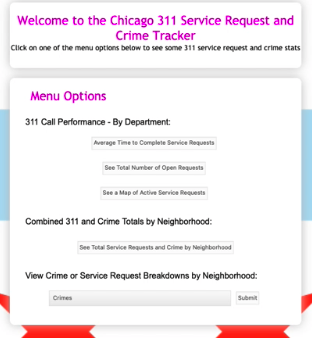 Welcome to the Chicago 311 Service Request and
Crime Tracker
Click on one of the menu options below to see some 311 service request and crime stats
Menu Options
311 Call Performance - By Department:
Average Time to Complete Service Requests
See Total Number of Open Requests
See a Map of Active Service Requests
Combined 311 and Crime Totals by Neighborhood:
See Total Service Requests and Crime by Neighborhood
View Crime or Service Request Breakdowns by Neighborhood:
Crimes Submit